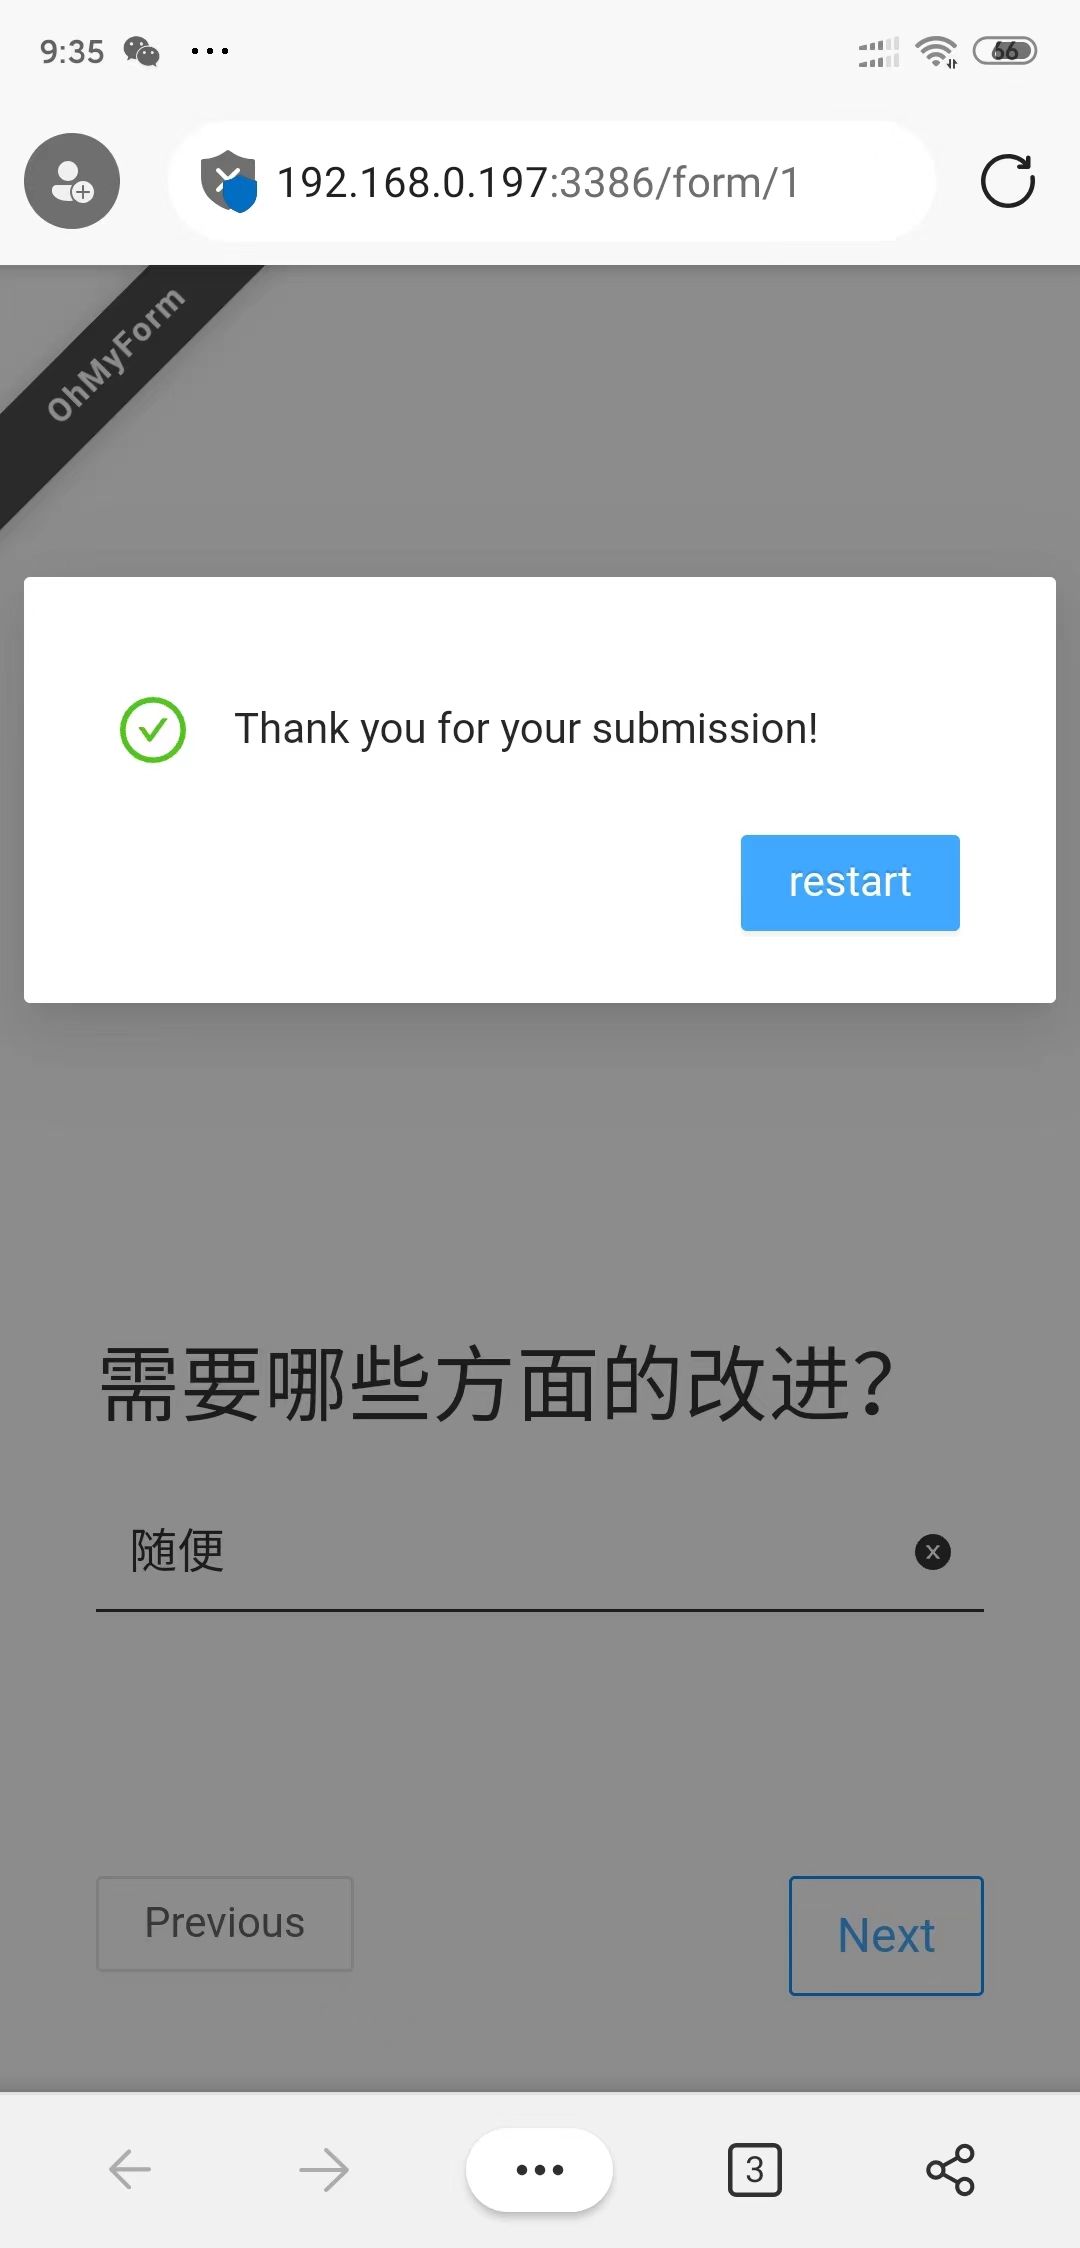 9:35
66
192.168.0.197:3386/form/1
OhMyForm
Thank you for your submission!
restart
需要哪些方面的改进?
随便
Previous
Next
3